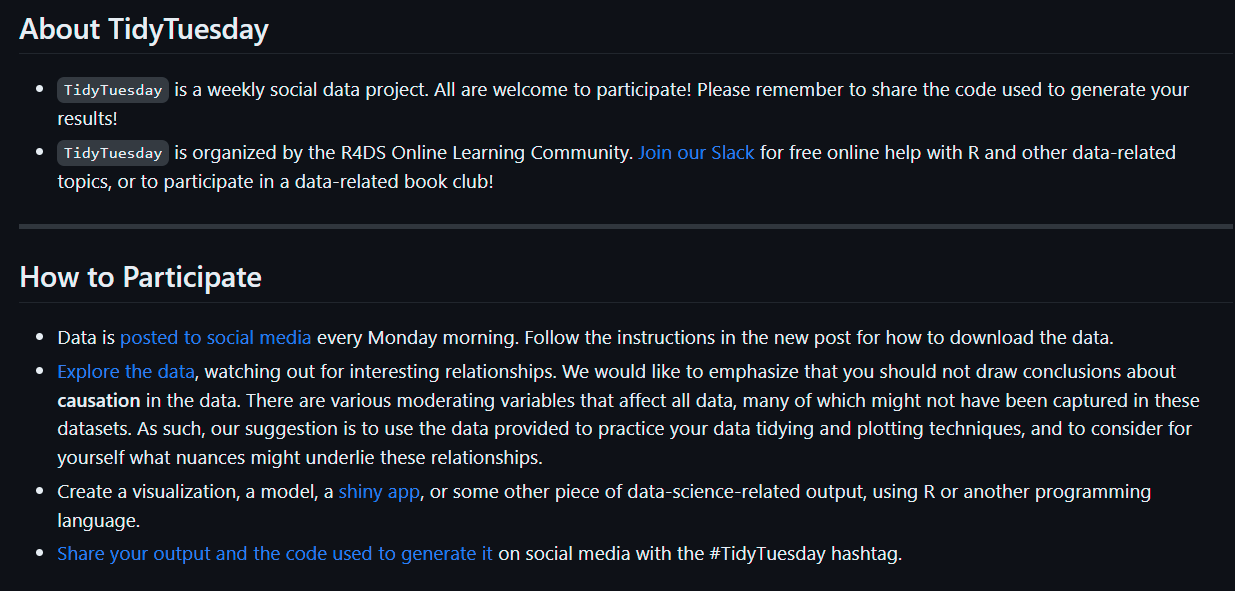 About TidyTuesday
TidyTuesday is a weekly social data project. All are welcome to participate! Please remember to share the code used to generate your
results!
TidyTuesday is organized by the R4DS Online Learning Community. Join our Slack for free online help with R and other data-related
topics, or to participate in a data-related book club!
How to Participate
Data is posted to social media every Monday morning. Follow the instructions in the new post for how to download the data.
Explore the data, watching out for interesting relationships. We would like to emphasize that you should not draw conclusions about
causation in the data. There are various moderating variables that affect all data, many of which might not have been captured in these
datasets. As such, our suggestion is to use the data provided to practice your data tidying and plotting techniques, and to consider for
yourself what nuances might underlie these relationships.
Create a visualization, a model, a shiny app, or some other piece of data-science-related output, using R or another programming
language.
Share your output and the code used to generate it on social media with the #TidyTuesday hashtag.